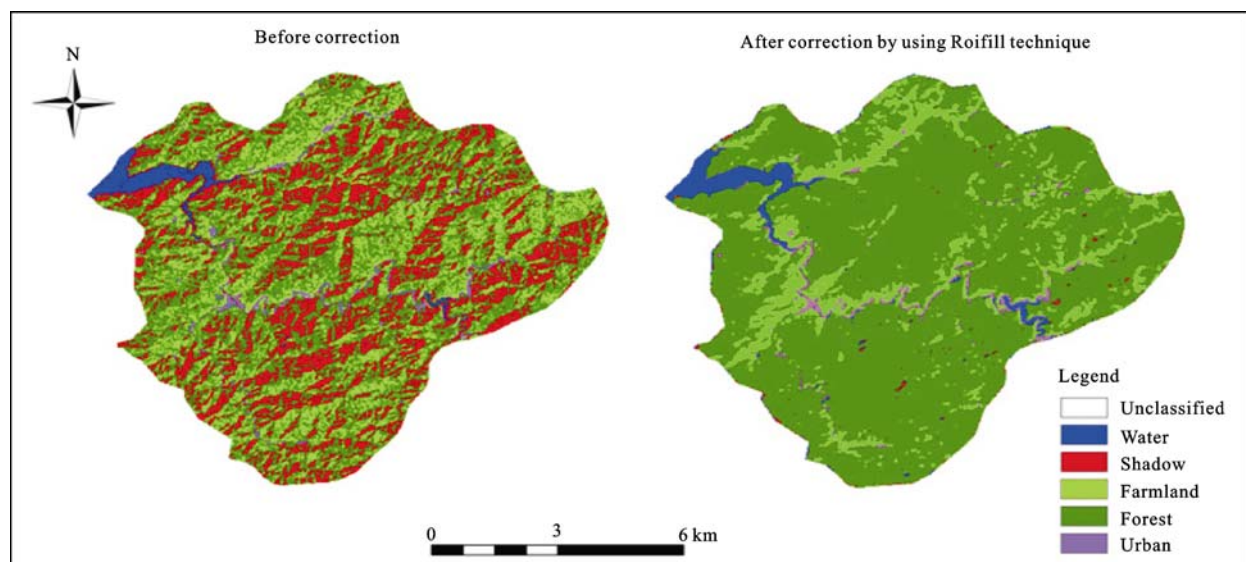 Before correction
After correction by using Roifill technique
N
Legend
Unclassified
Water
Shadow
Farmland
Forest
Urban
0 3 6 km